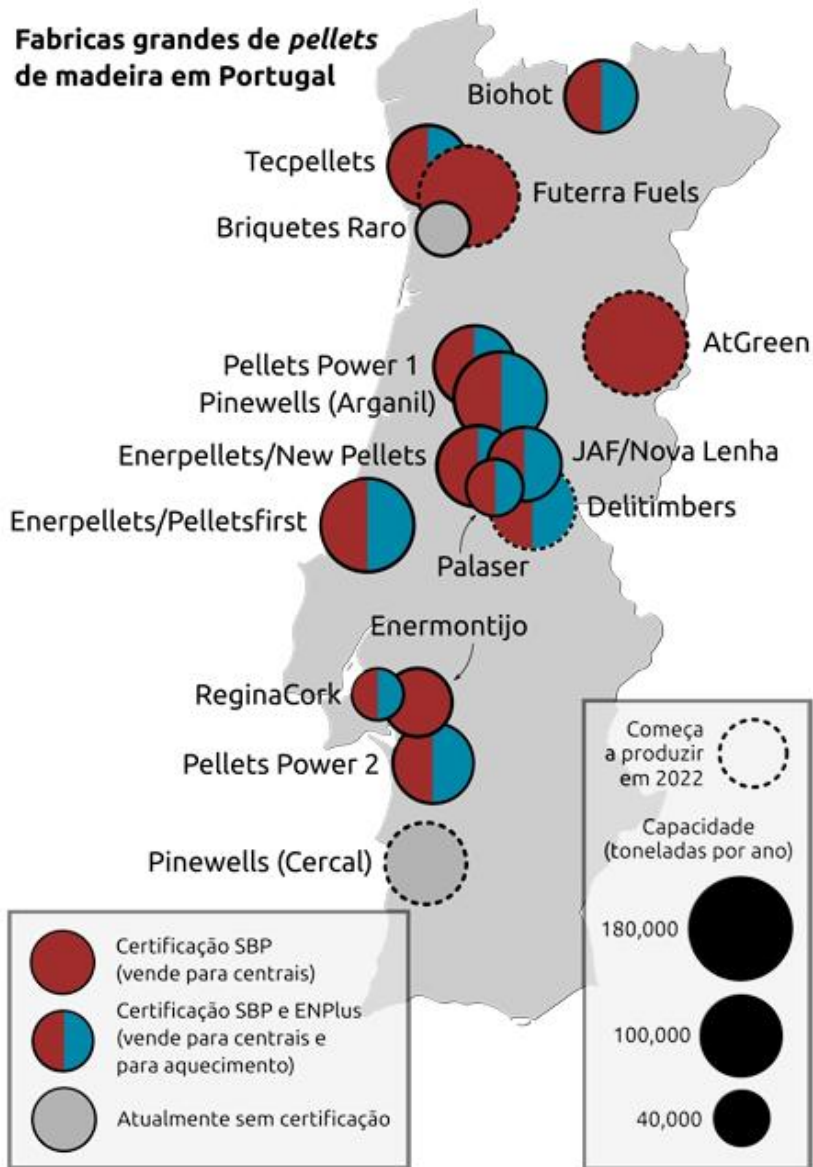 Fabricas grandes de pellets
de madeira em Portugal
Biohot
Tecpellets
Futerra Fuels
Briquetes Raro
AtGreen
Pellets Power 1
Pinewells (Arganil)
Enerpellets/New Pellets
JAF/Nova Lenha
Enerpellets/Pelletsfirst
Delitimbers
Palaser
Enermontijo
ReginaCork
Pellets Power 2
Pinewells (Cercal)
Começa
a produzir
em 2022
Capacidade
(toneladas por ano)
180,000
100,000
40,000
Certificação SBP
(vende para centrais)
Certificação SBP e ENPlus
(vende para centrais e
para aquecimento)
Atualmente sem certificação